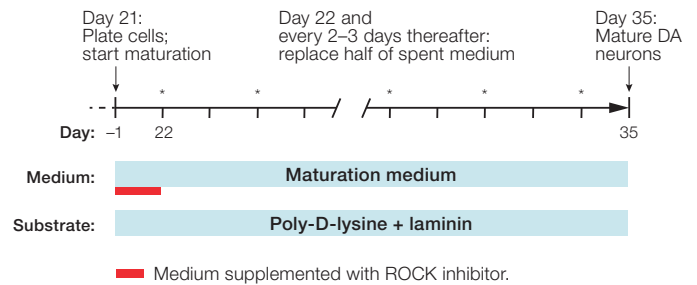 Day 21:
Plate cells;
start maturation
Day 22 and
every 2–3 days thereafter:
replace half of spent medium
Day 35:
Mature DA
neurons
* * * * *
Day: –1 22 35
Medium: Maturation medium
Substrate: Poly-D-lysine + laminin
Medium supplemented with ROCK inhibitor.